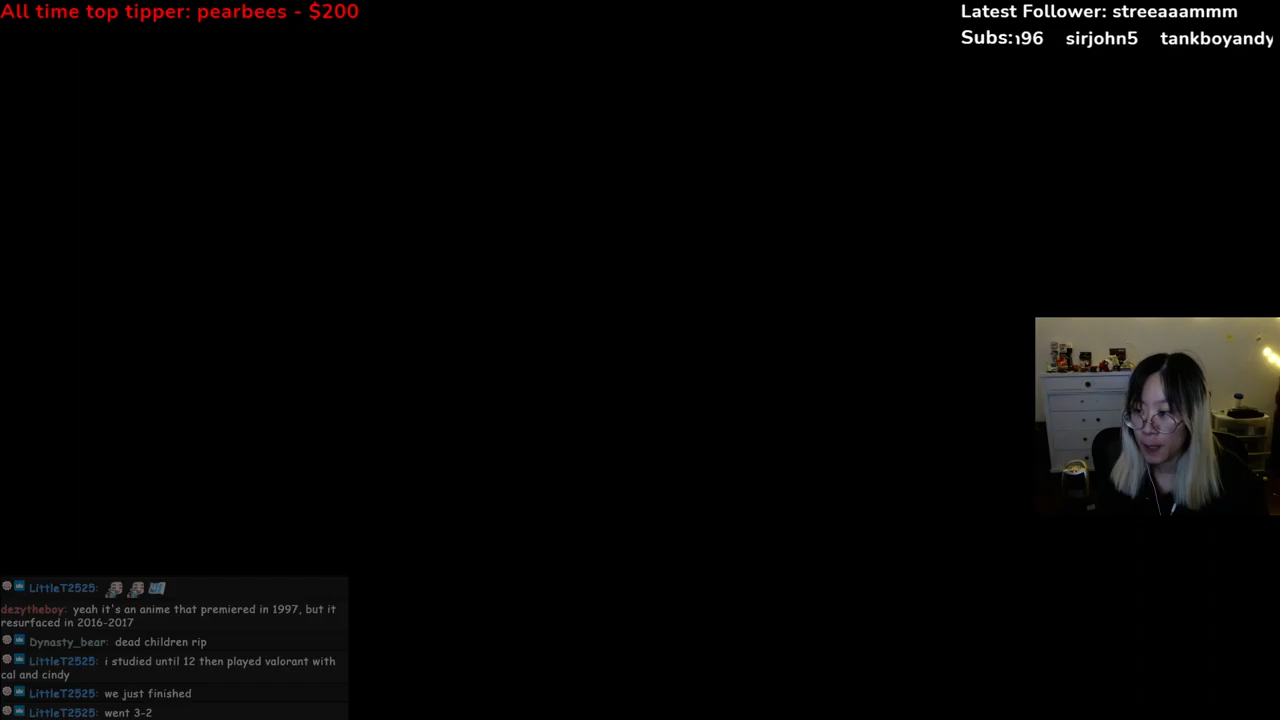 All time top tipper: pearbees - $200
Latest Follower: streeaaammm
Subs: 96 sirjohn5 tankboyandy
LittleT2525:
dezytheboy: yeah it's an anime that premiered in 1997, but it
resurfaced in 2016-2017
Dynasty_bear: dead children rip
LittleT2525: i studied until 12 then played valorant with
cal and cindy
LittleT2525: we just finished
LittleT2525: went 3-2